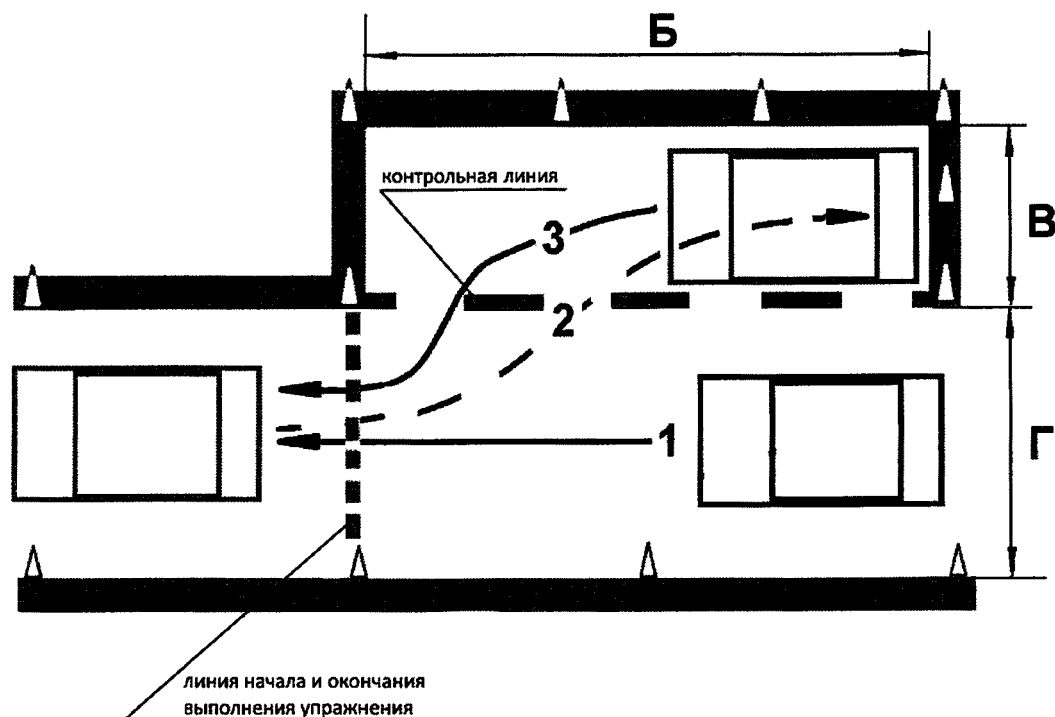 Б
контрольная линия
В
3
2
1
Г
линия начала и окончания
выполнения упражнения